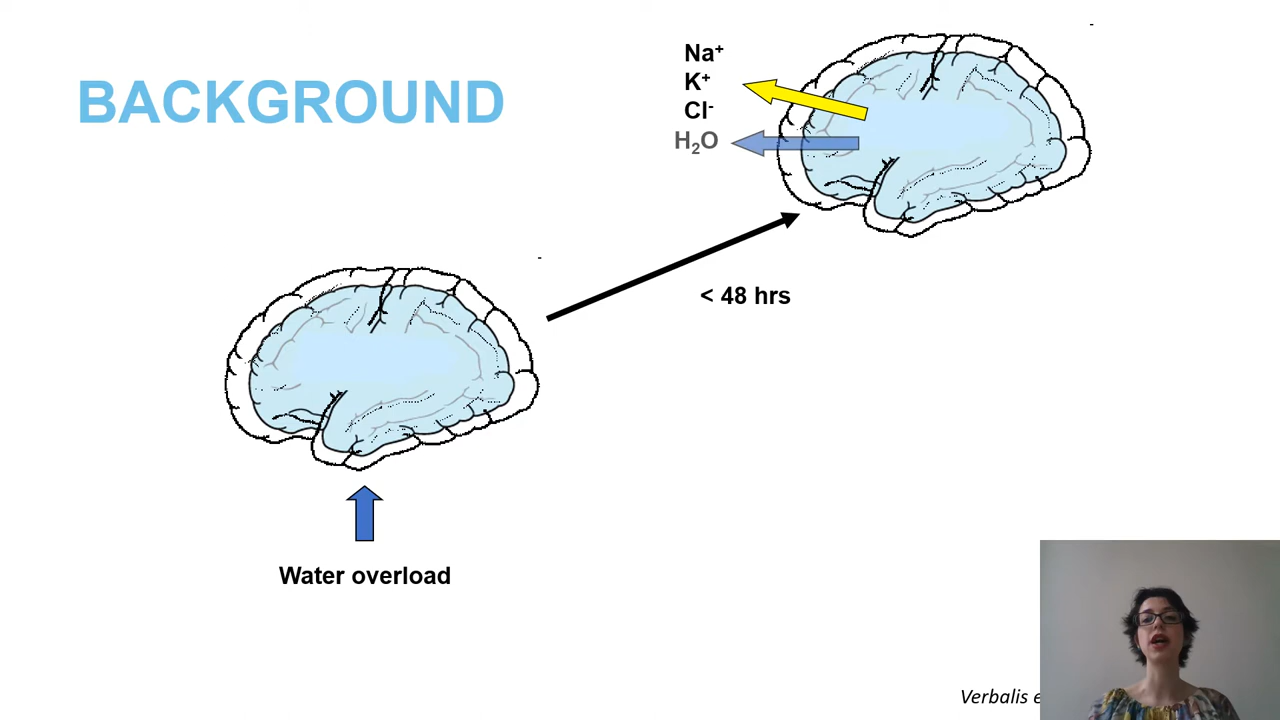 BACKGROUND
Na⁺
K⁺
Cl⁻
H₂O
< 48 hrs
Water overload
Verbalis